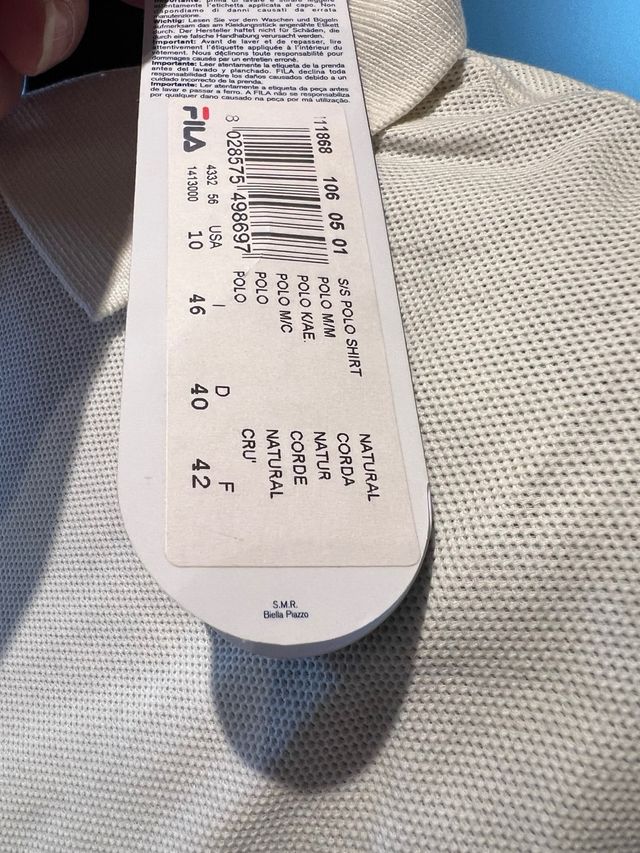 attentamente l'etichetta applicata al capo. Non
rispondiamo di danni causati da errata
manutenzione.
Wichtig: Lesen Sie vor dem Waschen und Bügeln
aufmerksam das am Kleidungsstück angenähte Etikett
durch. Der Hersteller haftet nicht für Schäden, die
durch eine falsche Handhabung verursacht werden.
Important: Avant de laver et de repasser, lire
attentivement l'étiquette appliquée à l'intérieur du
vêtement. Nous déclinons toute responsabilité pour
dommages causés par un entretien erroné.
Importante: Leer atentamente la etiqueta de la prenda
antes del lavado y planchado. FILA declina toda
responsabilidad sobre los daños causados debido a un
cuidado incorrecto de la prenda.
Importante: Ler atentamente a etiqueta da peça antes
de lavar e passar a ferro. A FILA não se responsabiliza
por qualquer dano causado na peça por má utilização.
111868 106 05 01
8 028575 498697
FILA
4332 56
1413000
S/S POLO SHIRT NATURAL
POLO M/M CORDA
POLO K/AE. NATUR
POLO M/C CORDE
POLO NATURAL
POLO CRU'
USA I D F
10 46 40 42
S.M.R.
Biella Piazzo